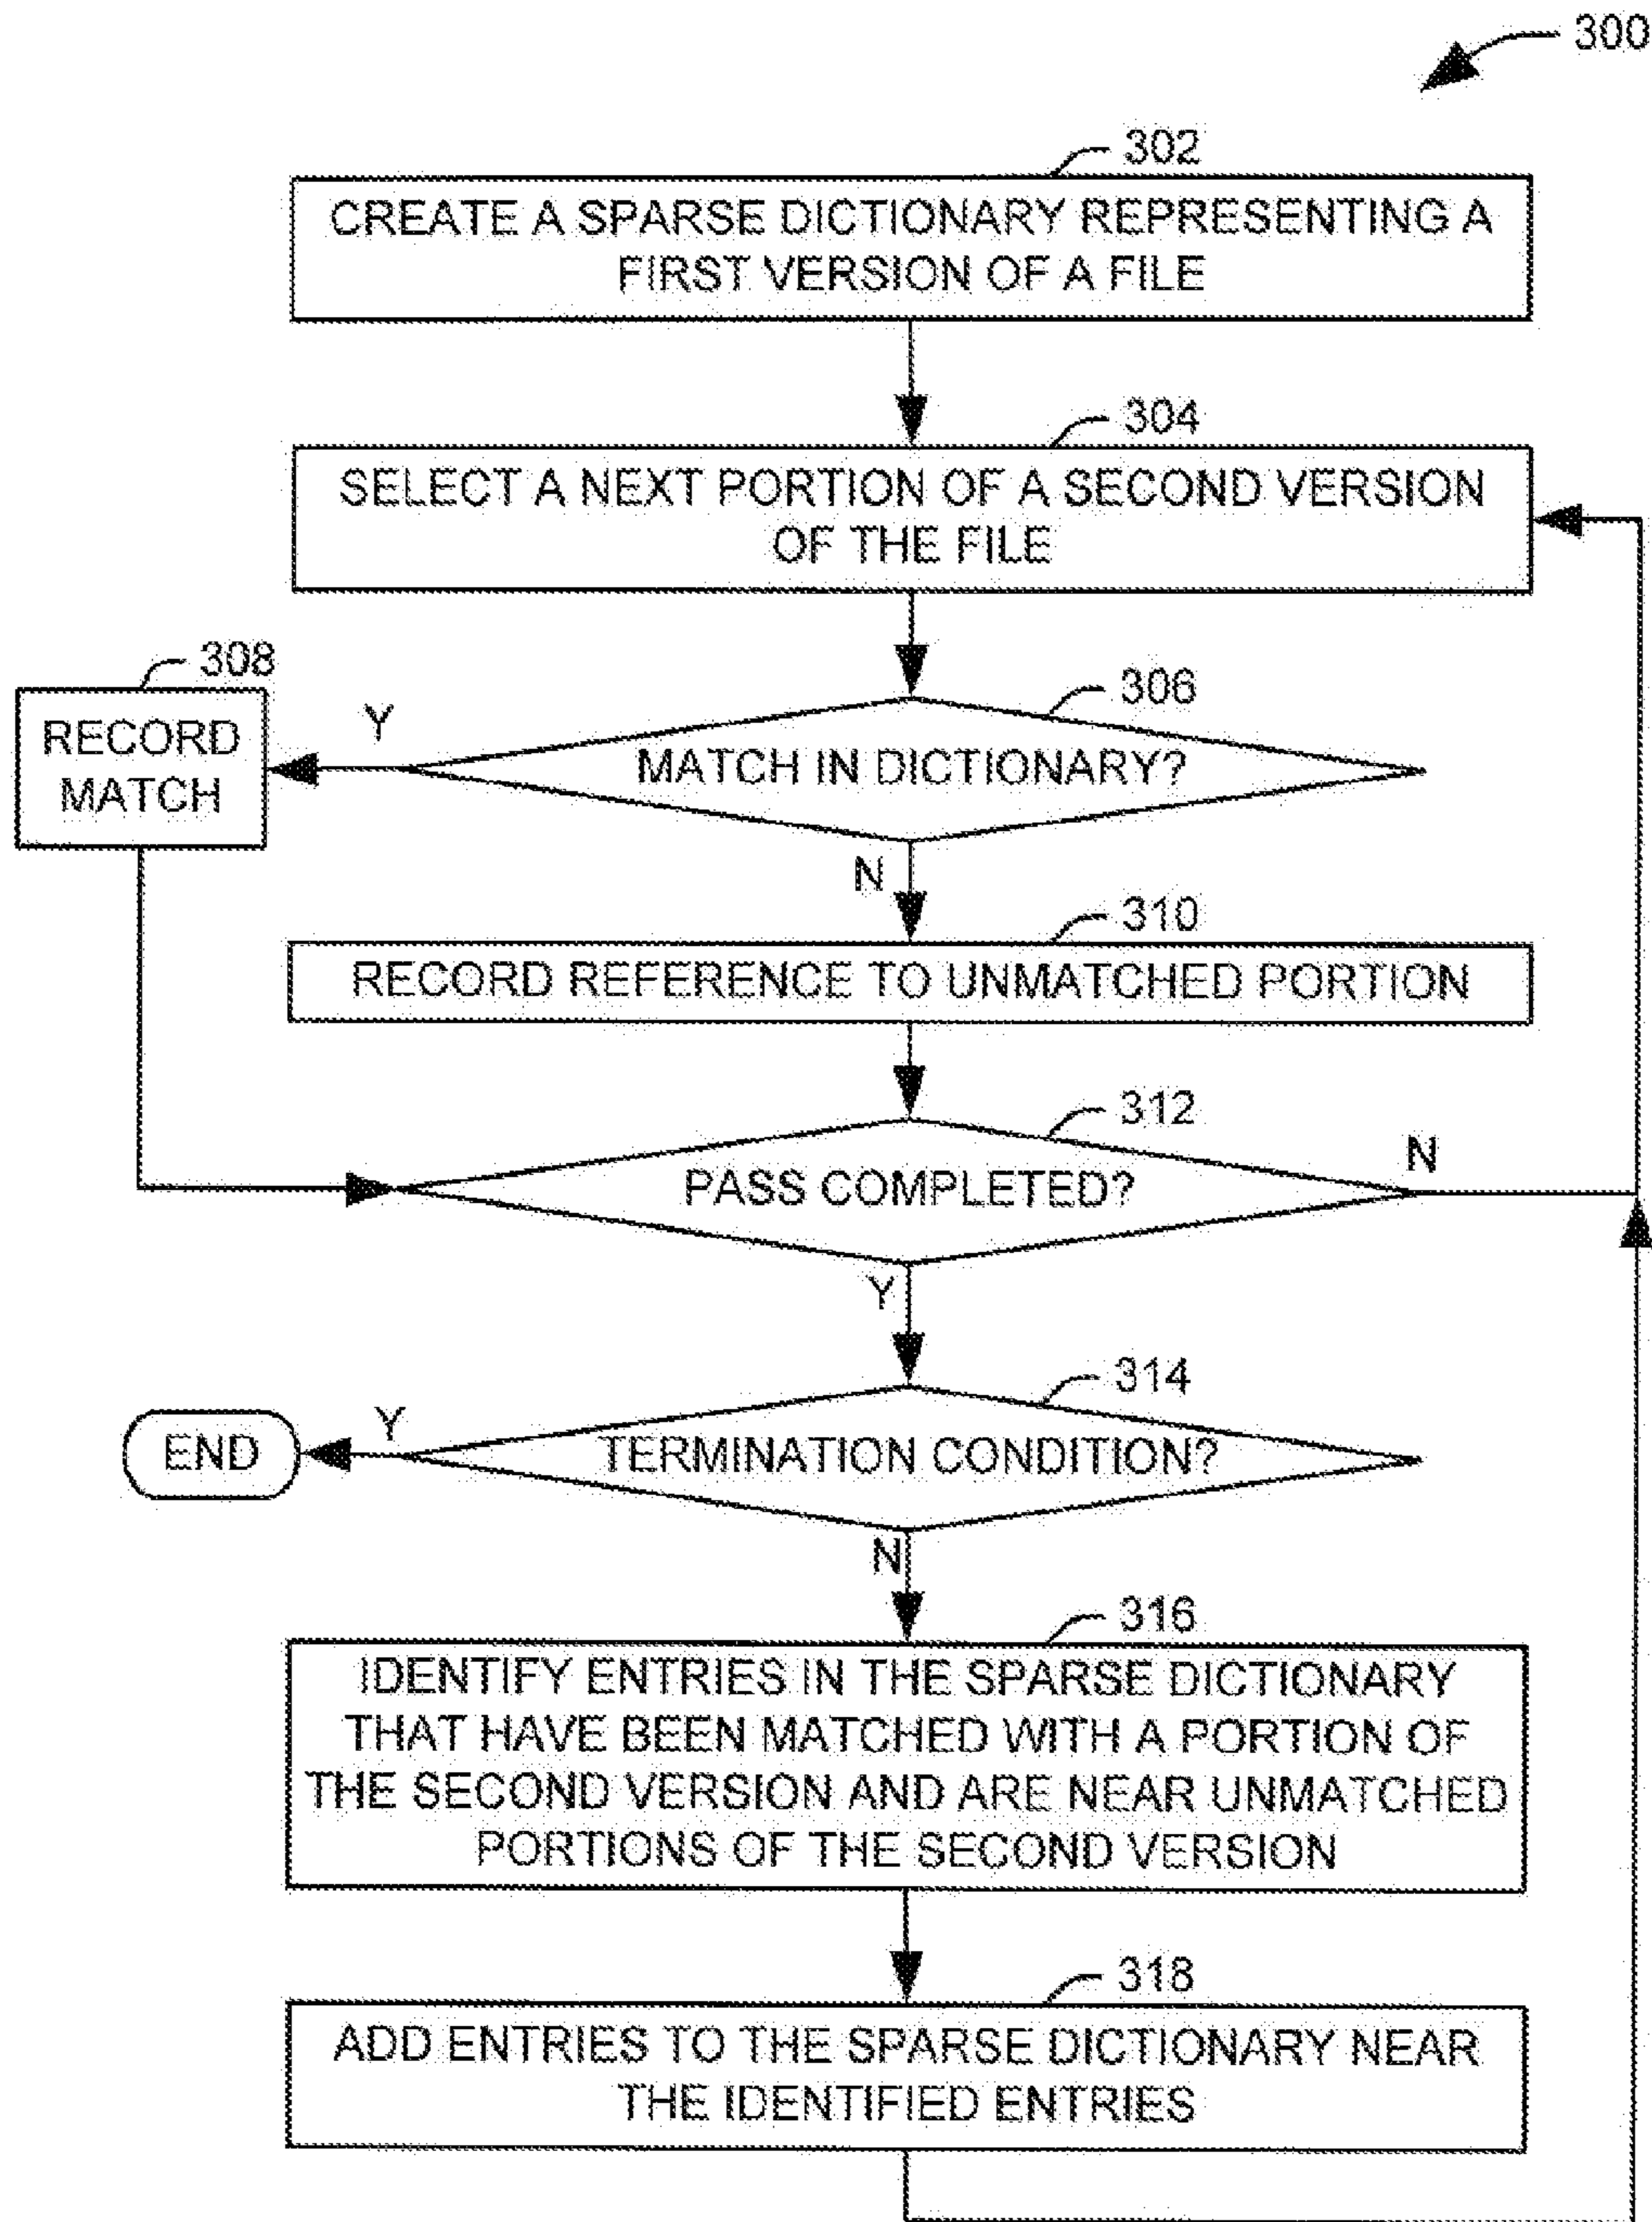 300
302
CREATE A SPARSE DICTIONARY REPRESENTING A
FIRST VERSION OF A FILE
304
SELECT A NEXT PORTION OF A SECOND VERSION
OF THE FILE
308
RECORD
MATCH
Y
306
MATCH IN DICTIONARY?
N
310
RECORD REFERENCE TO UNMATCHED PORTION
312
PASS COMPLETED?
N
Y
314
TERMINATION CONDITION?
Y
END
N
316
IDENTIFY ENTRIES IN THE SPARSE DICTIONARY
THAT HAVE BEEN MATCHED WITH A PORTION OF
THE SECOND VERSION AND ARE NEAR UNMATCHED
PORTIONS OF THE SECOND VERSION
318
ADD ENTRIES TO THE SPARSE DICTIONARY NEAR
THE IDENTIFIED ENTRIES